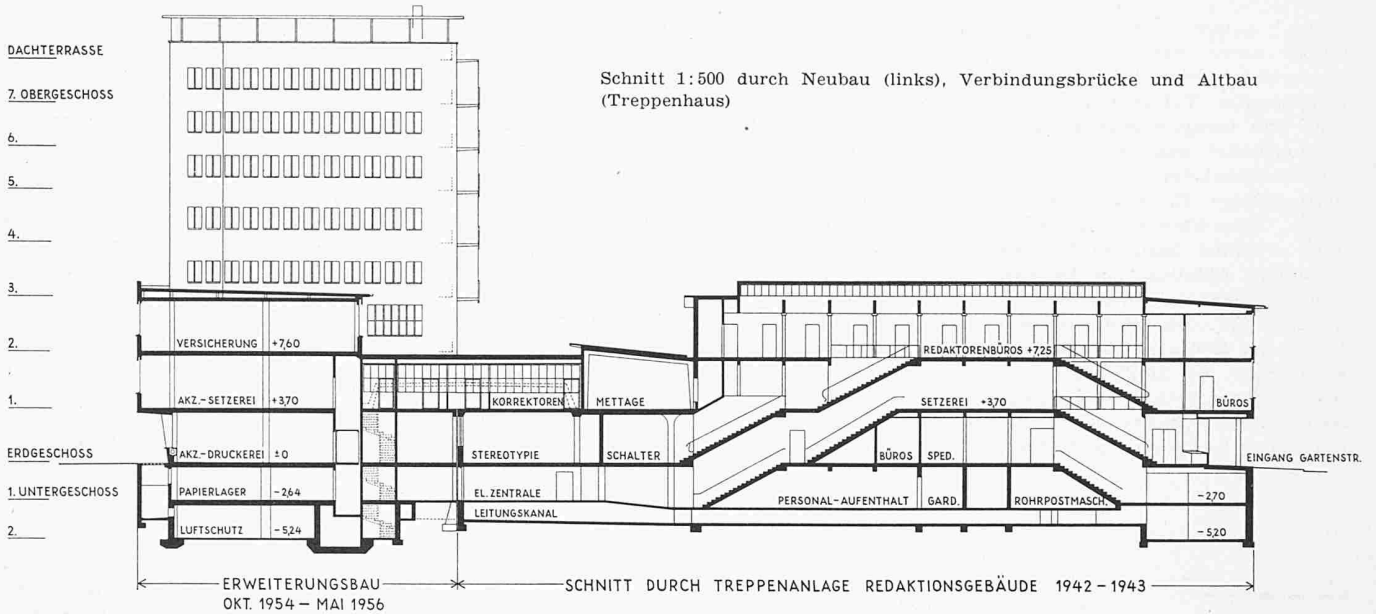 DACHTERRASSE
7. OBERGESCHOSS
6.
5.
4.
3.
2.
1.
ERDGESCHOSS
1. UNTERGESCHOSS
2.
Schnitt 1:500 durch Neubau (links), Verbindungsbrücke und Altbau
(Treppenhaus)
VERSICHERUNG +7,60
AKZ.-SETZEREI +3,70
AKZ.-DRUCKEREI ±0
PAPIERLAGER -2,64
LUFTSCHUTZ -5,24
KORREKTOREN METTAGE
STEREOTYPIE SCHALTER
EL. ZENTRALE
LEITUNGSKANAL
REDAKTORENBÜROS +7,25
SETZEREI +3,70
BÜROS
BÜROS SPED.
EINGANG GARTENSTR.
PERSONAL-AUFENTHALT GARD. ROHRPOSTMASCH.
-2,70
-5,20
ERWEITERUNGSBAU
OKT. 1954 – MAI 1956
SCHNITT DURCH TREPPENANLAGE REDAKTIONSGEBÄUDE 1942-1943